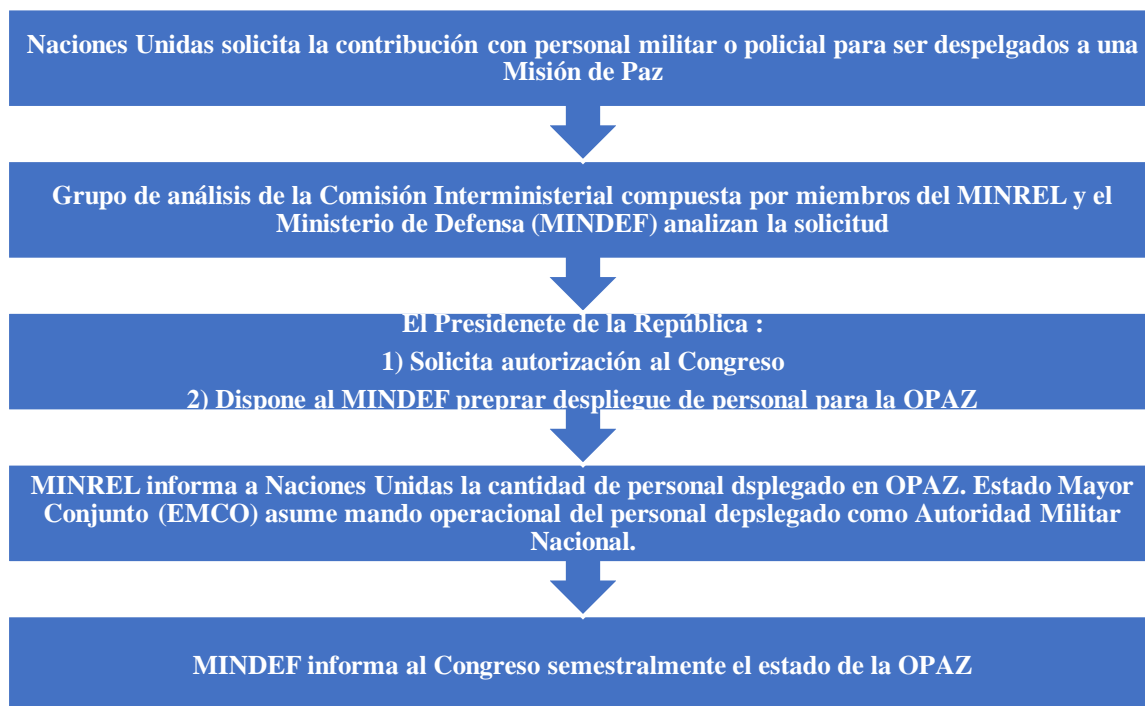 Naciones Unidas solicita la contribución con personal militar o policial para ser despelgados a una
Misión de Paz
Grupo de análisis de la Comisión Interministerial compuesta por miembros del MINREL y el
Ministerio de Defensa (MINDEF) analizan la solicitud
El Presidenete de la República :
1) Solicita autorización al Congreso
2) Dispone al MINDEF preprar despliegue de personal para la OPAZ
MINREL informa a Naciones Unidas la cantidad de personal dsplegado en OPAZ. Estado Mayor
Conjunto (EMCO) asume mando operacional del personal depslegado como Autoridad Militar
Nacional.
MINDEF informa al Congreso semestralmente el estado de la OPAZ